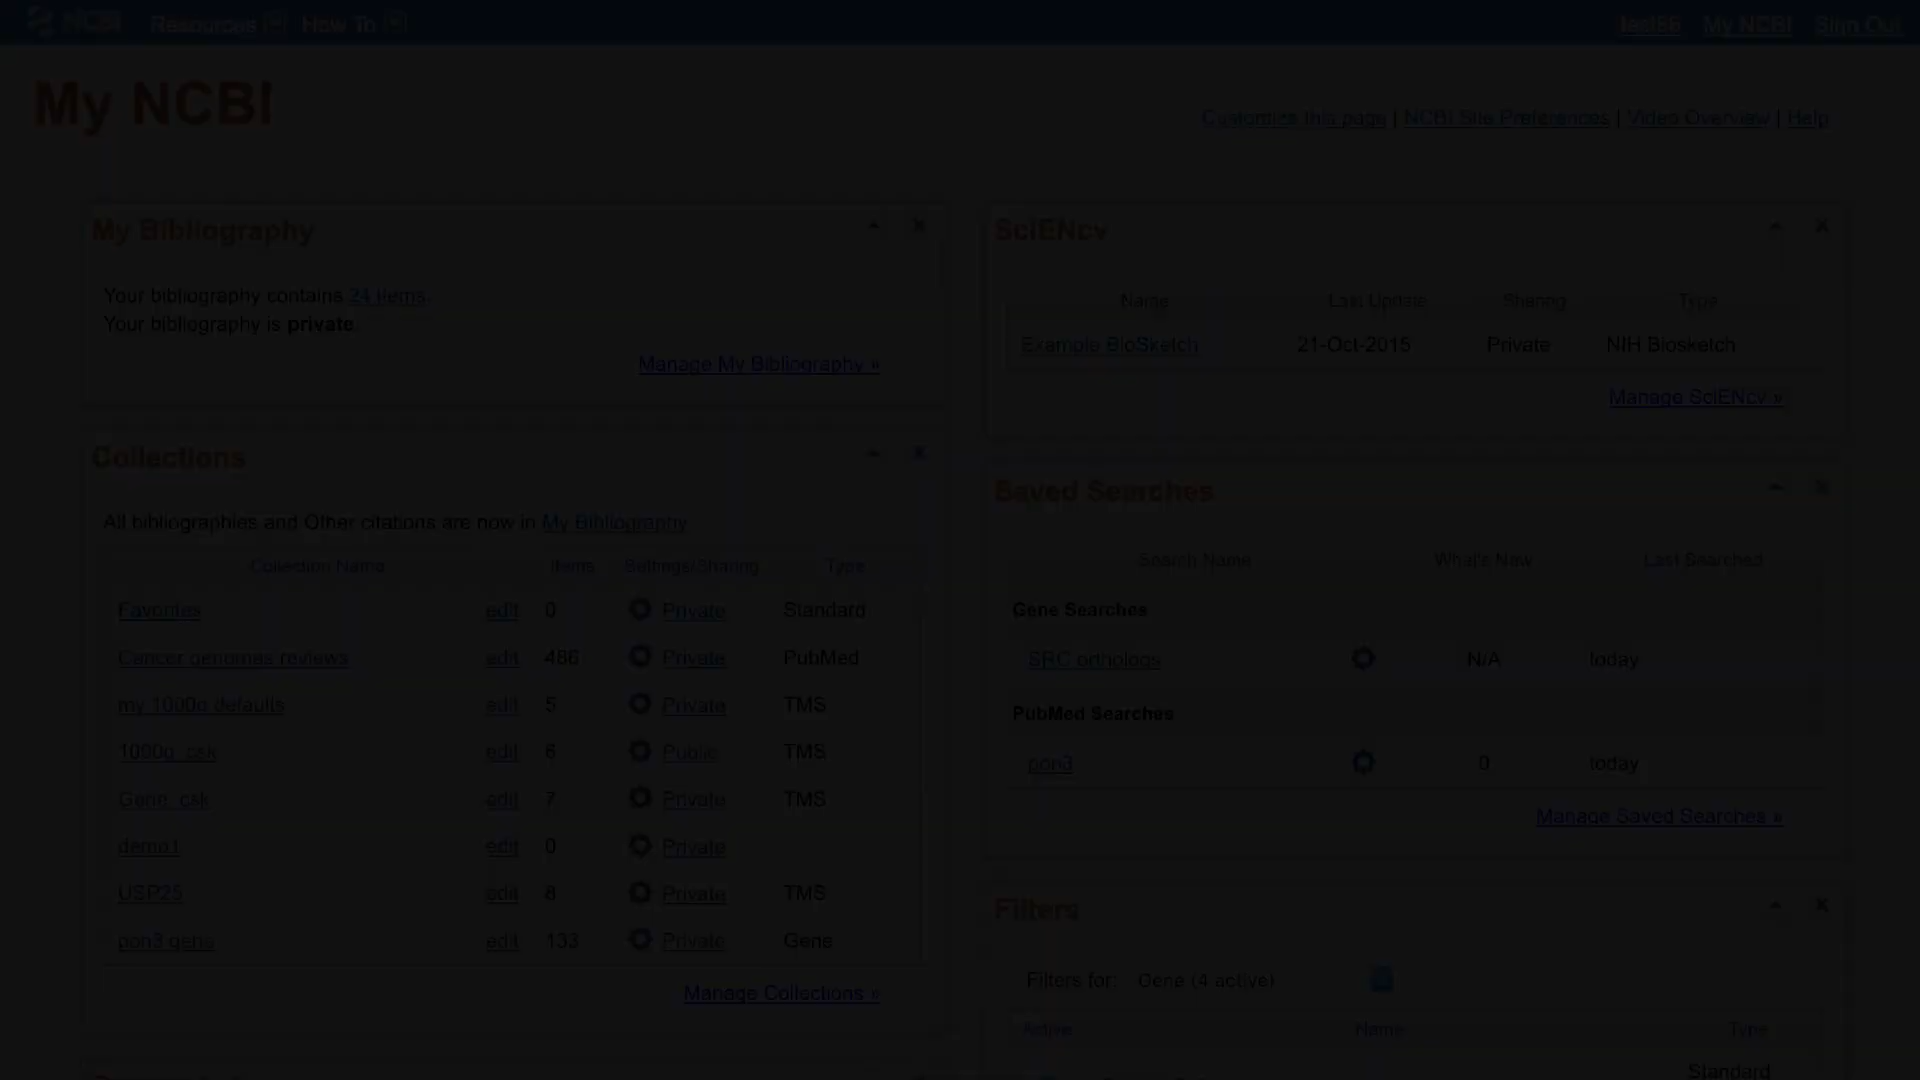 NCBI Resources How To My NCBI Sign Out
My NCBI
Customize this page | NCBI Site Preferences | Video Overview | Help
My Bibliography
Your bibliography contains 24 items.
Your bibliography is private.
Manage My Bibliography »
Collections
All bibliographies and Other citations are now in My Bibliography
Collection Name Items Settings/Sharing Type
Favorites edit 0 Private Standard
Cancer genomes reviews edit 486 Private PubMed
my 1000g defaults edit 5 Private TMS
1000g_csk edit 6 Public TMS
Gene_csk edit 7 Private TMS
demo1 edit 0 Private
USP25 edit 8 Private TMS
pon3 gene edit 133 Private Gene
Manage Collections »
SciENcv
Name Last Update Sharing Type
Example BioSketch 21-Oct-2015 Private NIH Biosketch
Manage SciENcv »
Saved Searches
Search Name What's New Last Searched
Gene Searches
SRC orthologs N/A today
PubMed Searches
pon3 0 today
Manage Saved Searches »
Filters
Filters for: Gene (4 active)
Active Name Type
Standard